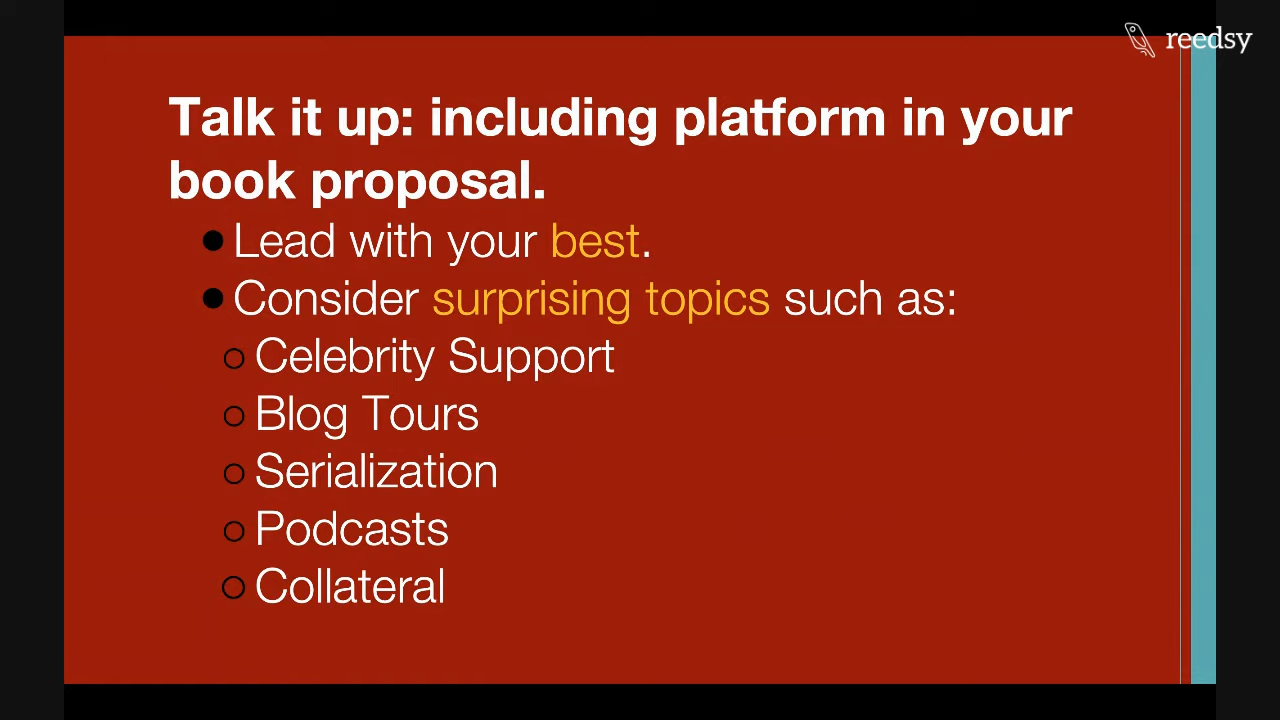 reedsy
Talk it up: including platform in your
book proposal.
● Lead with your best.
● Consider surprising topics such as:
○ Celebrity Support
○ Blog Tours
○ Serialization
○ Podcasts
○ Collateral